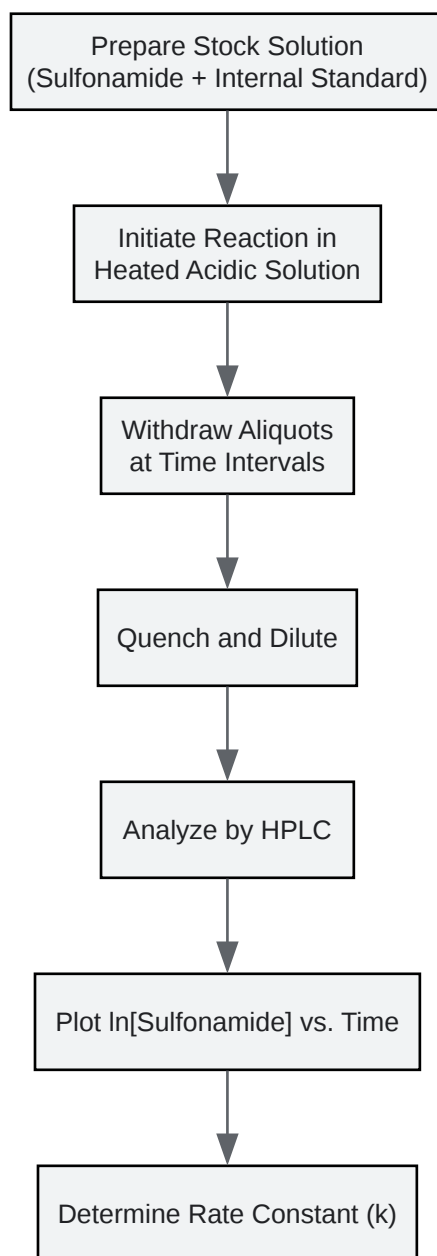 Prepare Stock Solution
(Sulfonamide + Internal Standard)
Initiate Reaction in
Heated Acidic Solution
Withdraw Aliquots
at Time Intervals
Quench and Dilute
Analyze by HPLC
Plot ln[Sulfonamide] vs. Time
Determine Rate Constant (k)